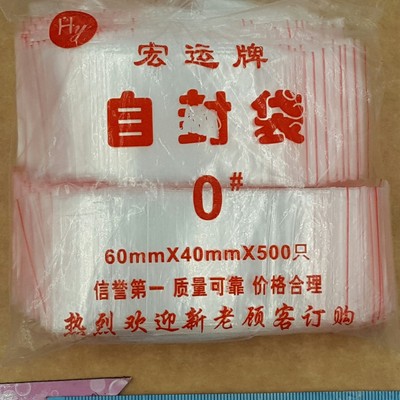 Hy
宏运牌
自封袋
0#
60mmX40mmX500只
信誉第一 质量可靠 价格合理
热烈欢迎新老顾客订购